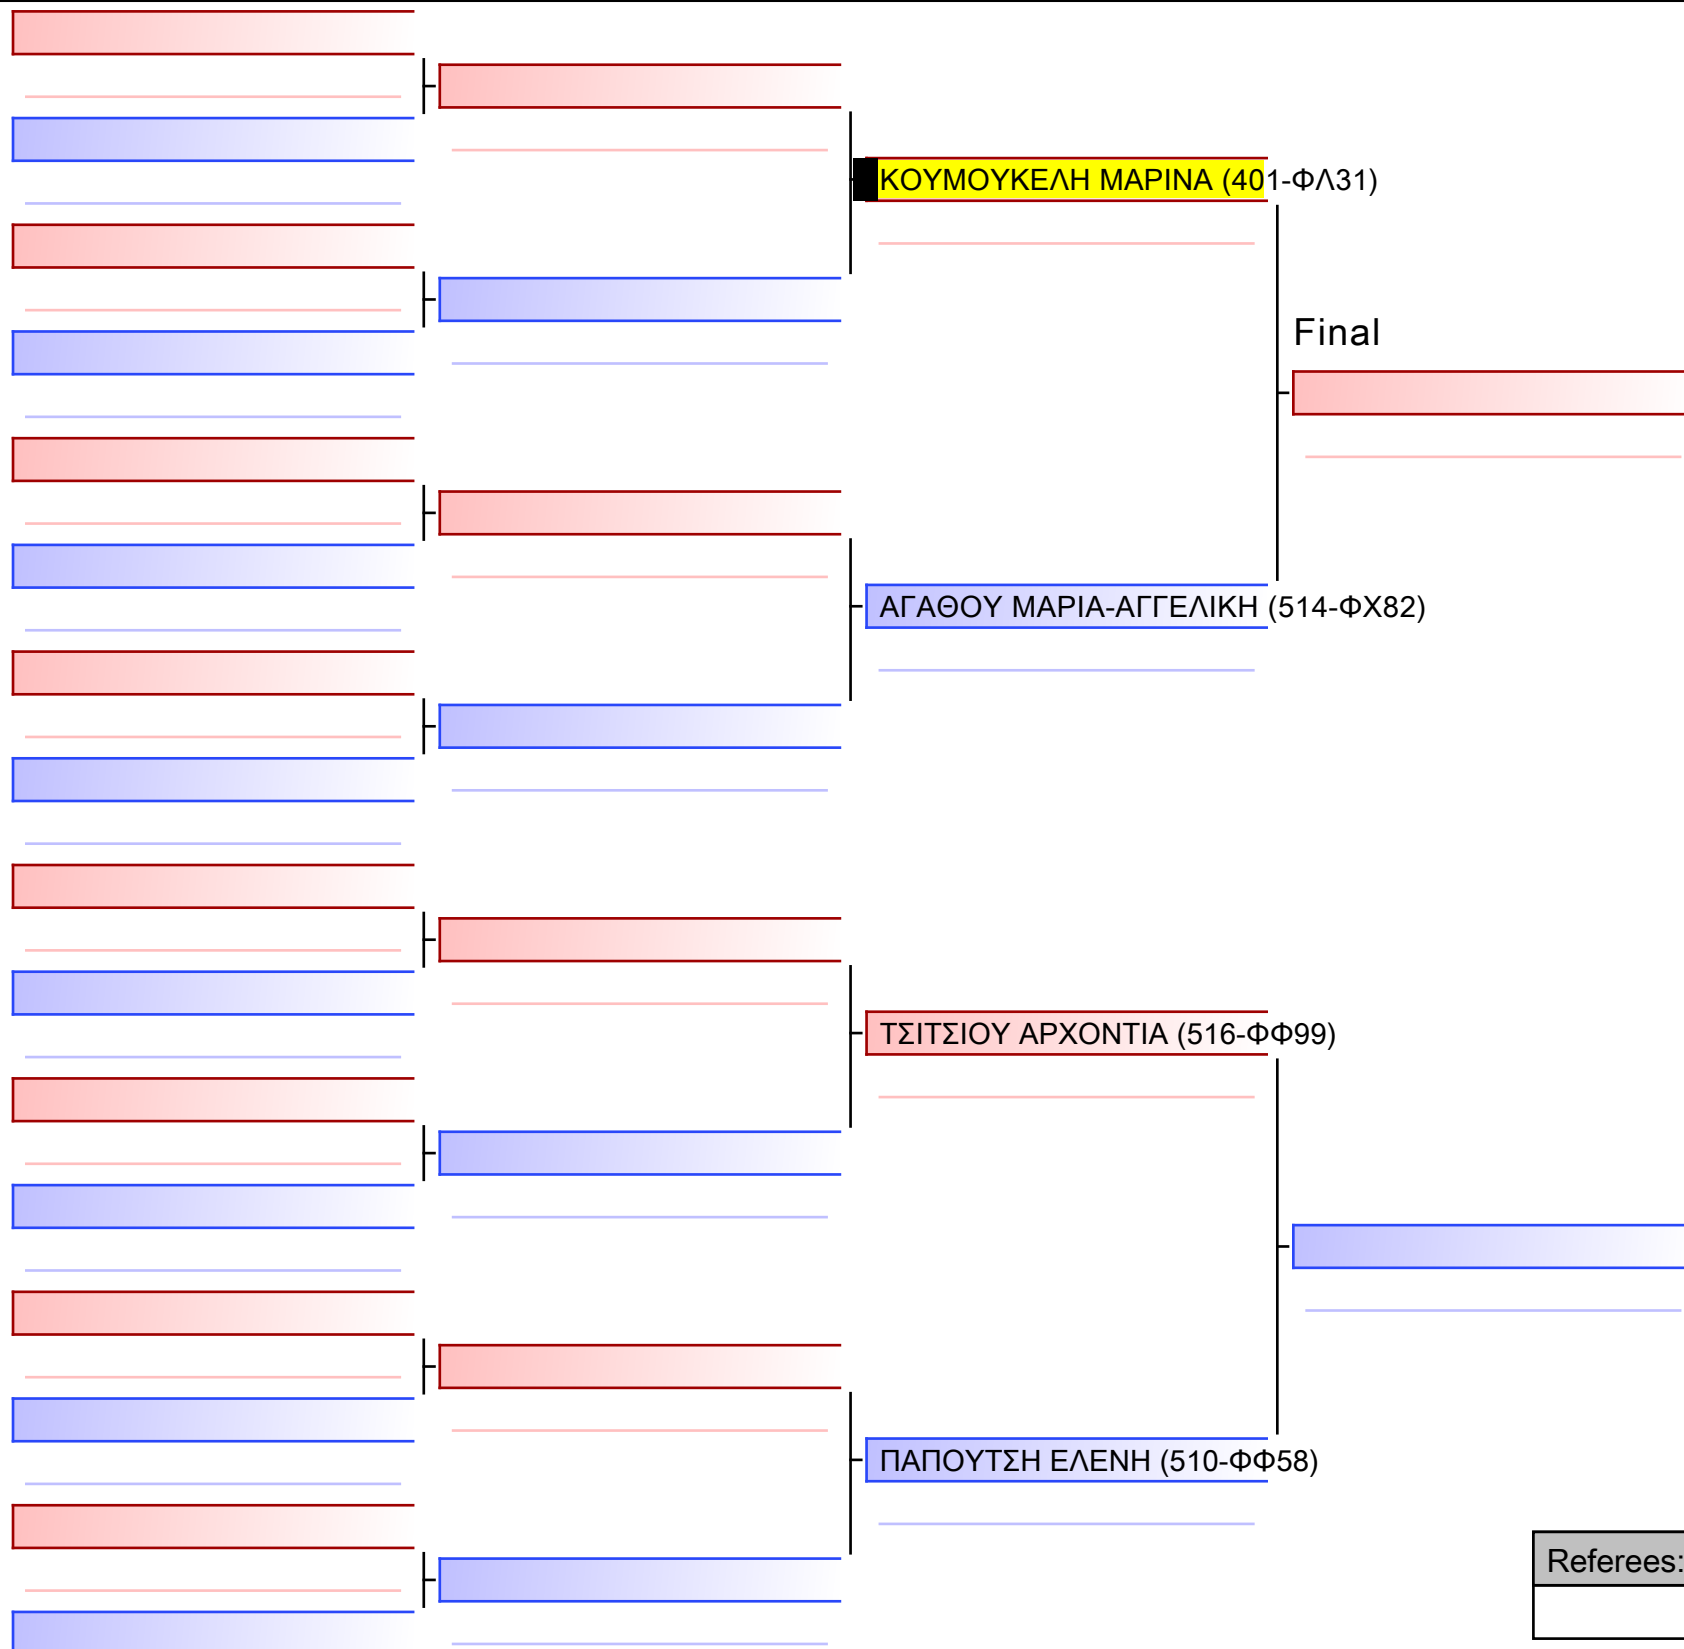 ΚΟΥΜΟΥΚΕΛΗ ΜΑΡΙΝΑ (401-ΦΛ31)
Final
ΑΓΑΘΟΥ ΜΑΡΙΑ-ΑΓΓΕΛΙΚΗ (514-ΦΧ82)
ΤΣΙΤΣΙΟΥ ΑΡΧΟΝΤΙΑ (516-ΦΦ99)
ΠΑΠΟΥΤΣΗ ΕΛΕΝΗ (510-ΦΦ58)
Referees: